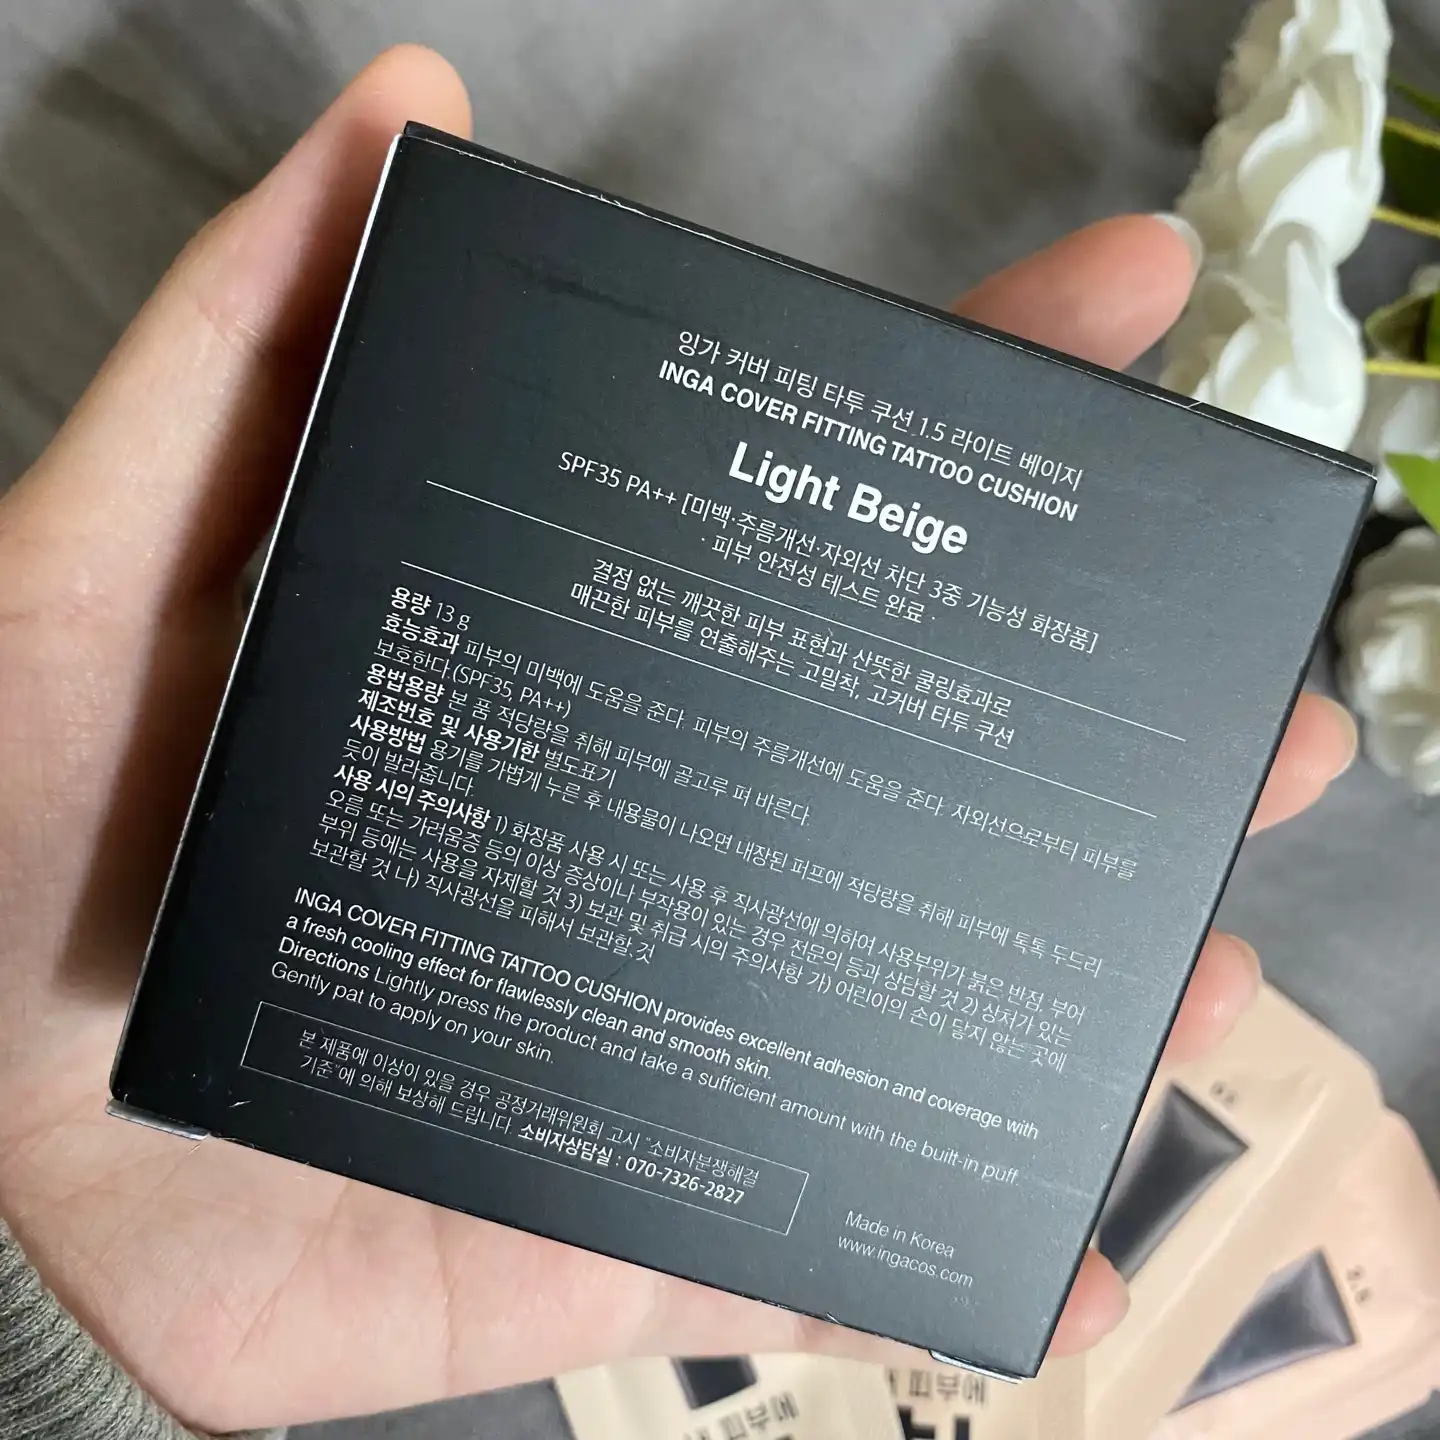 잉가 커버 피팅 타투 쿠션 1.5 라이트 베이지
INGA COVER FITTING TATTOO CUSHION
Light Beige
SPF35 PA++ [미백·주름개선·자외선 차단 3중 기능성 화장품]
· 피부 안전성 테스트 완료 ·
결점 없는 깨끗한 피부 표현과 산뜻한 쿨링효과로
매끈한 피부를 연출해주는 고밀착, 고커버 타투 쿠션
용량 13 g
효능효과 피부의 미백에 도움을 준다. 피부의 주름개선에 도움을 준다. 자외선으로부터 피부를
보호한다.(SPF35, PA++)
용법용량 본 품 적당량을 취해 피부에 골고루 펴 바른다.
제조번호 및 사용기한 별도표기
사용방법 용기를 가볍게 누른 후 내용물이 나오면 내장된 퍼프에 적당량을 취해 피부에 톡톡 두드리
듯이 발라줍니다.
사용 시의 주의사항 1) 화장품 사용 시 또는 사용 후 직사광선에 의하여 사용부위가 붉은 반점, 부어
오름 또는 가려움증 등의 이상 증상이나 부작용이 있는 경우 전문의 등과 상담할 것 2) 상처가 있는
부위 등에는 사용을 자제할 것 3) 보관 및 취급 시의 주의사항 가) 어린이의 손이 닿지 않는 곳에
보관할 것 나) 직사광선을 피해서 보관할 것
INGA COVER FITTING TATTOO CUSHION provides excellent adhesion and coverage with
a fresh cooling effect for flawlessly clean and smooth skin.
Directions Lightly press the product and take a sufficient amount with the built-in puff.
Gently pat to apply on your skin.
본 제품에 이상이 있을 경우 공정거래위원회 고시 "소비자분쟁해결
기준"에 의해 보상해 드립니다. 소비자상담실 : 070-7326-2827
Made in Korea
www.ingacos.com
피부에
피부에